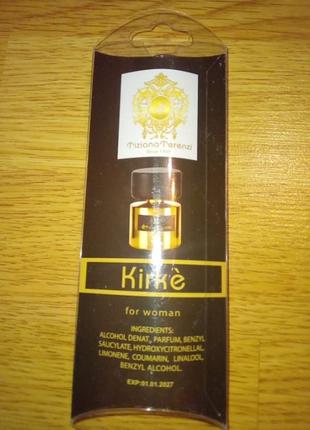 Tiziana Terenzi
Kirkè
for woman
INGREDIENTS:
ALCOHOL DENAT., PARFUM, BENZYL
SALICYLATE, HYDROXYCITRONELLAL,
LIMONENE, COUMARIN, LINALOOL,
BENZYL ALCOHOL.
EXP:01.01.2027